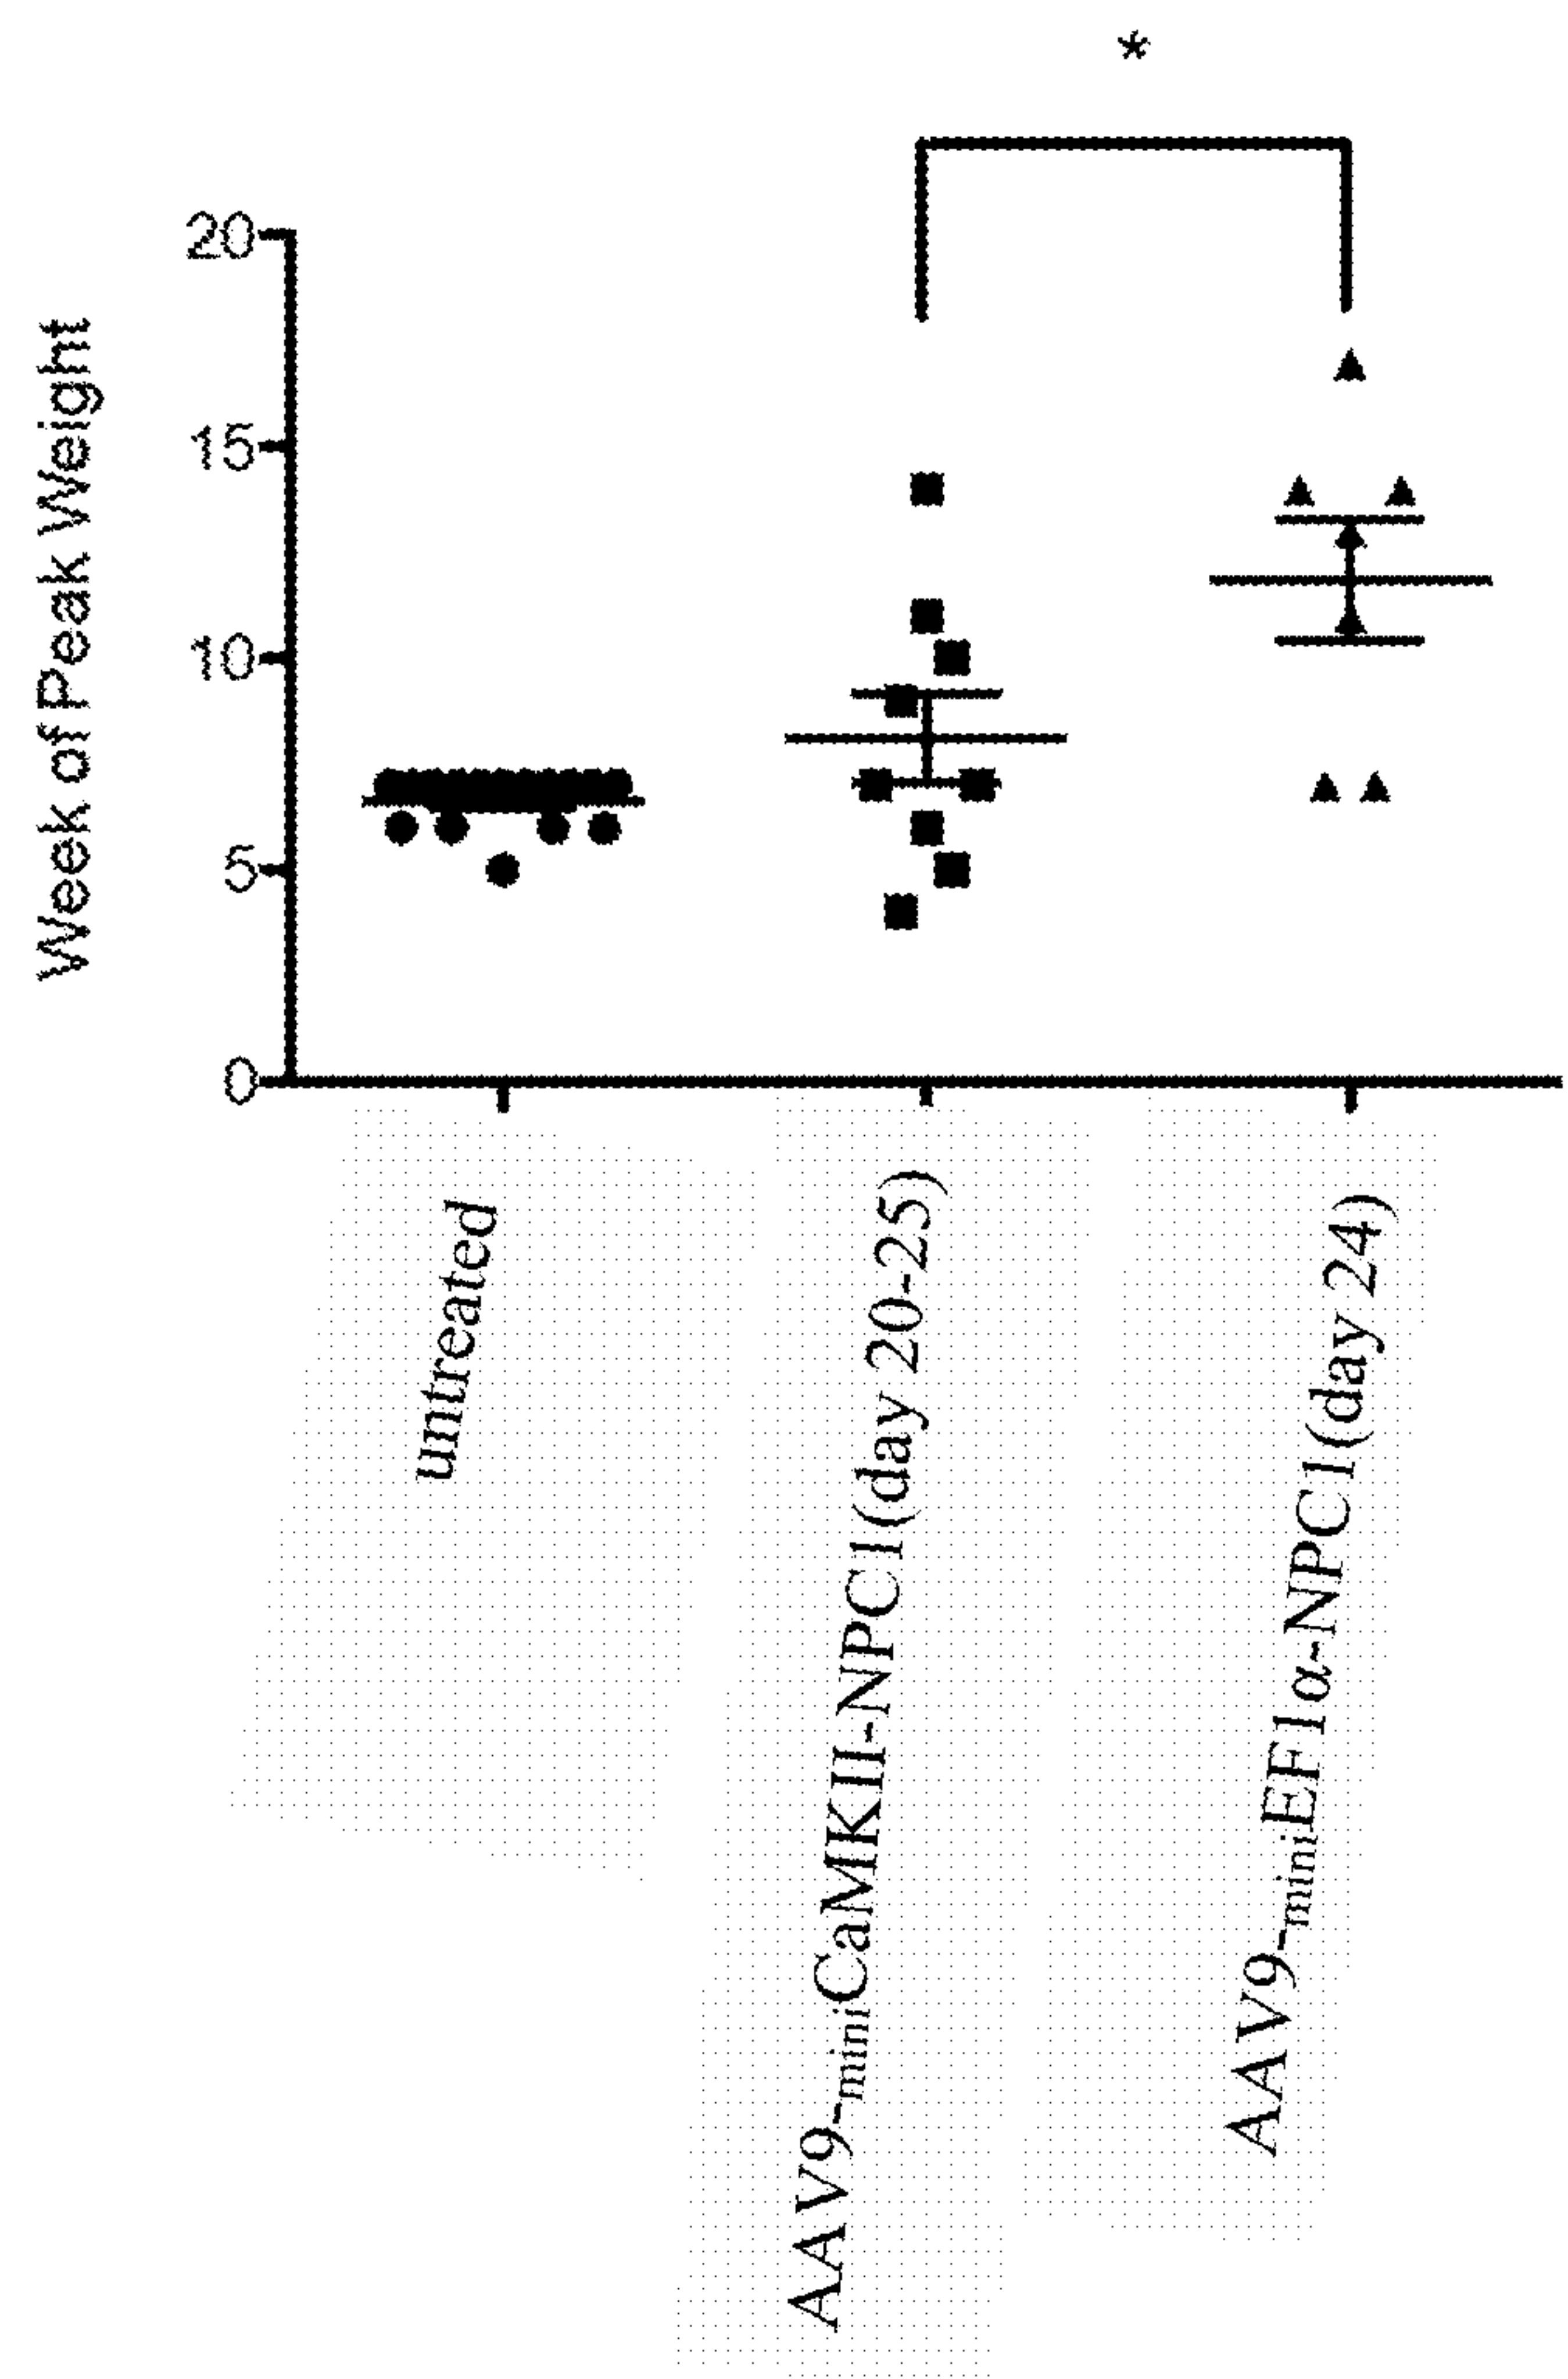 *
Week of Peak Weight
20
15
10
5
0
untreated
AAV9-miniCaMKII-NPC1(day 20-25)
AAV9-miniEF1α-NPC1(day 24)